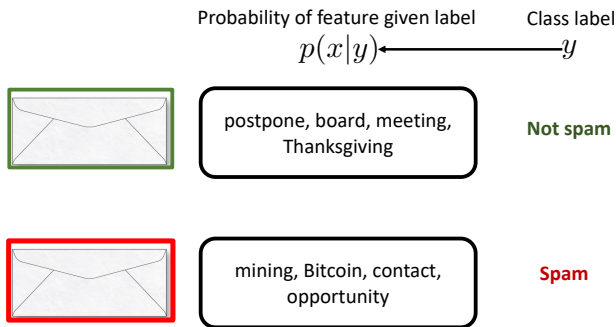 Probability of feature given label
Class label
p(x|y)
y
postpone, board, meeting,
Thanksgiving
Not spam
mining, Bitcoin, contact,
opportunity
Spam